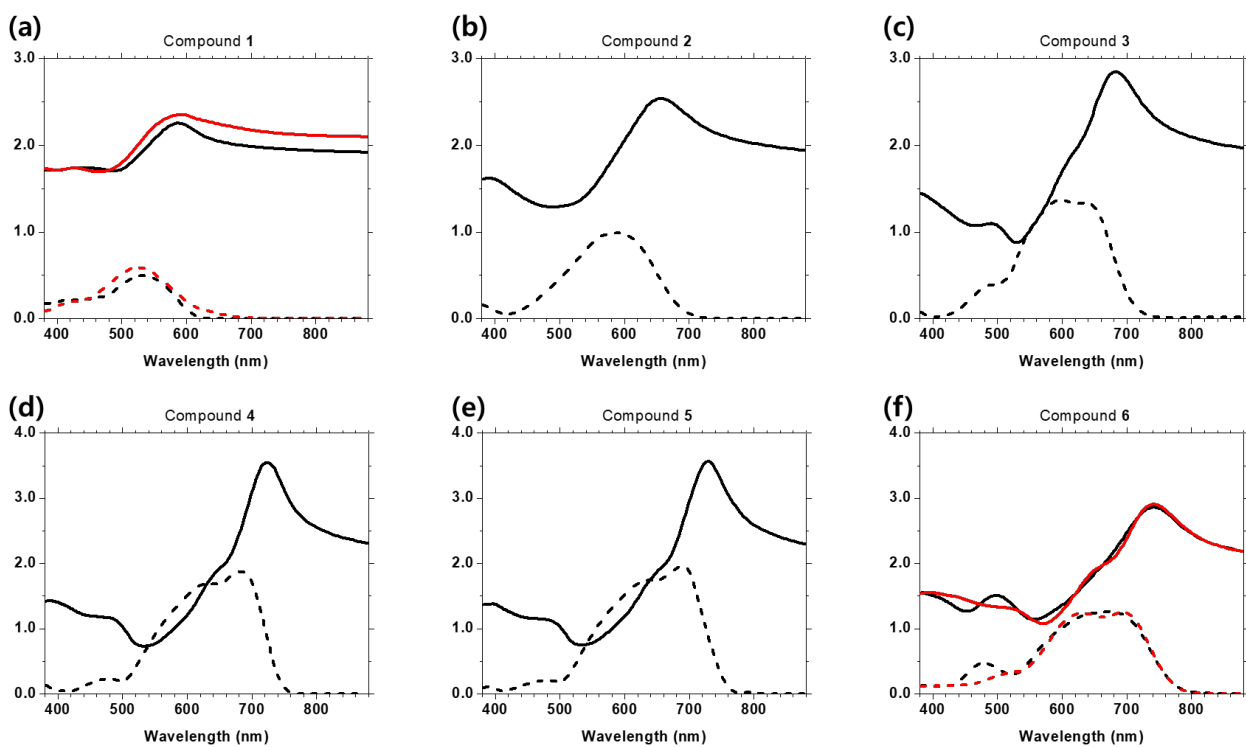 (a)
Compound 1
3.0
2.0
1.0
0.0
400 500 600 700 800
Wavelength (nm)
(b)
Compound 2
3.0
2.0
1.0
0.0
400 500 600 700 800
Wavelength (nm)
(c)
Compound 3
3.0
2.0
1.0
0.0
400 500 600 700 800
Wavelength (nm)
(d)
Compound 4
4.0
3.0
2.0
1.0
0.0
400 500 600 700 800
Wavelength (nm)
(e)
Compound 5
4.0
3.0
2.0
1.0
0.0
400 500 600 700 800
Wavelength (nm)
(f)
Compound 6
4.0
3.0
2.0
1.0
0.0
400 500 600 700 800
Wavelength (nm)